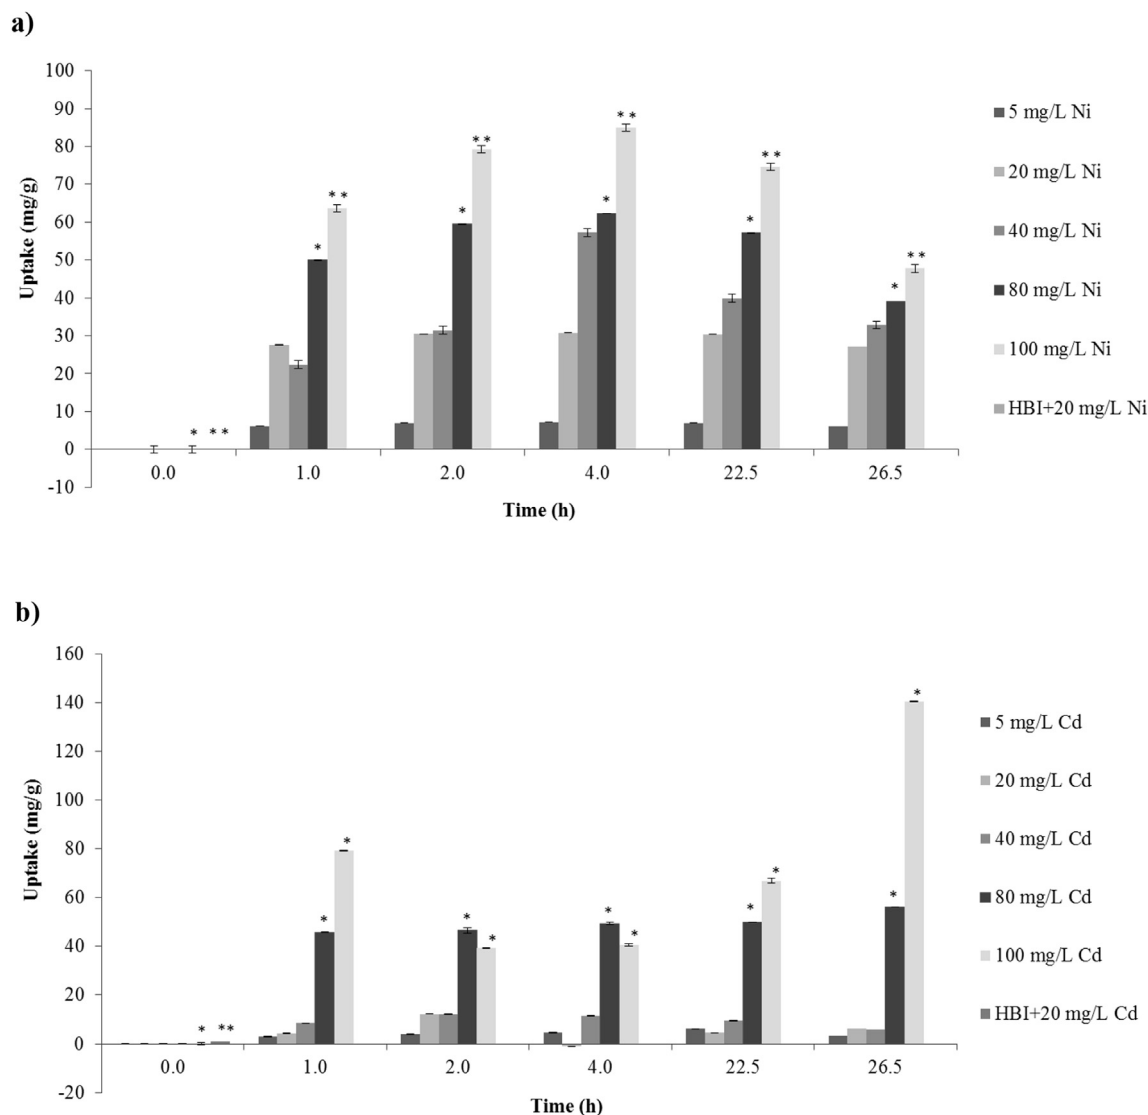 a)
100
90
80
70
60
50
40
30
20
10
0
-10
Uptake (mg/g)
* **
* **
* **
* **
* **
* **
0.0 1.0 2.0 4.0 22.5 26.5
Time (h)
5 mg/L Ni
20 mg/L Ni
40 mg/L Ni
80 mg/L Ni
100 mg/L Ni
HBI+20 mg/L Ni
b)
160
140
120
100
80
60
40
20
0
-20
Uptake (mg/g)
* **
* *
* *
* *
* *
* *
0.0 1.0 2.0 4.0 22.5 26.5
Time (h)
5 mg/L Cd
20 mg/L Cd
40 mg/L Cd
80 mg/L Cd
100 mg/L Cd
HBI+20 mg/L Cd